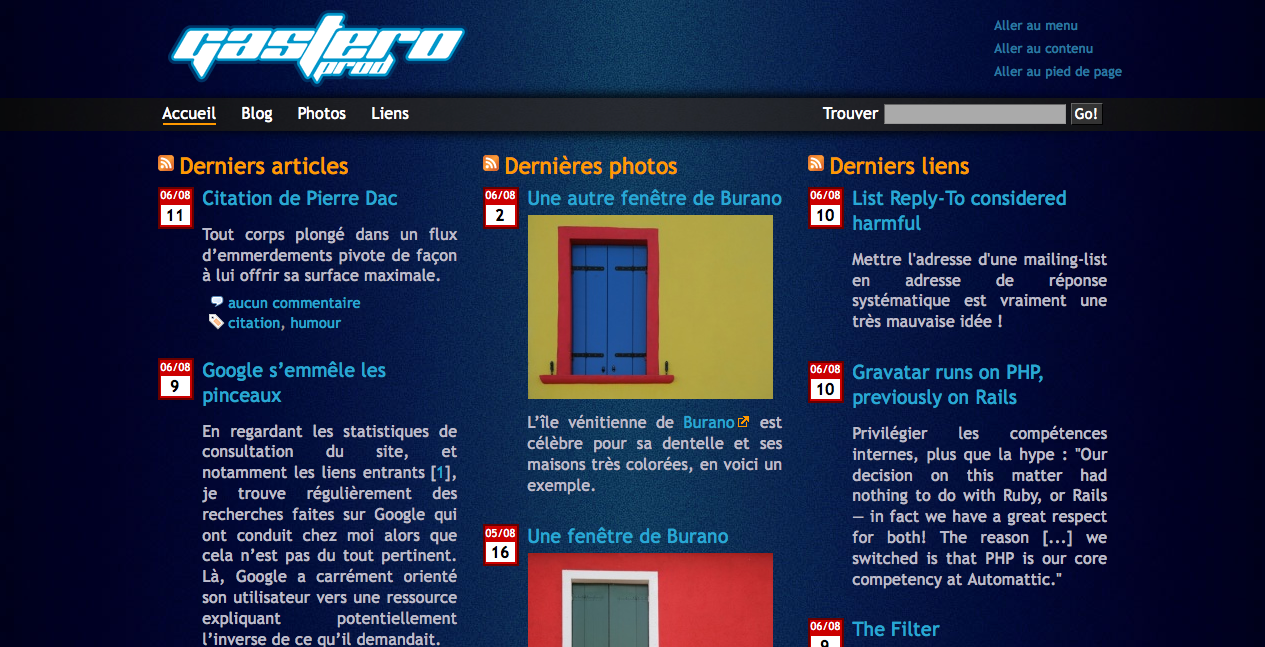 gastero
prod
Aller au menu
Aller au contenu
Aller au pied de page
Accueil Blog Photos Liens
Trouver Go!
Derniers articles
06/08
11
Citation de Pierre Dac
Tout corps plongé dans un flux
d’emmerdements pivote de façon
à lui offrir sa surface maximale.
aucun commentaire
citation, humour
06/08
9
Google s’emmêle les
pinceaux
En regardant les statistiques de
consultation du site, et
notamment les liens entrants [1],
je trouve régulièrement des
recherches faites sur Google qui
ont conduit chez moi alors que
cela n’est pas du tout pertinent.
Là, Google a carrément orienté
son utilisateur vers une ressource
expliquant potentiellement
l’inverse de ce qu’il demandait.
Dernières photos
06/08
2
Une autre fenêtre de Burano
L’île vénitienne de Burano est
célèbre pour sa dentelle et ses
maisons très colorées, en voici un
exemple.
05/08
16
Une fenêtre de Burano
Derniers liens
06/08
10
List Reply-To considered
harmful
Mettre l'adresse d'une mailing-list
en adresse de réponse
systématique est vraiment une
très mauvaise idée !
06/08
10
Gravatar runs on PHP,
previously on Rails
Privilégier les compétences
internes, plus que la hype : "Our
decision on this matter had
nothing to do with Ruby, or Rails
— in fact we have a great respect
for both! The reason [...] we
switched is that PHP is our core
competency at Automattic."
06/08
9
The Filter